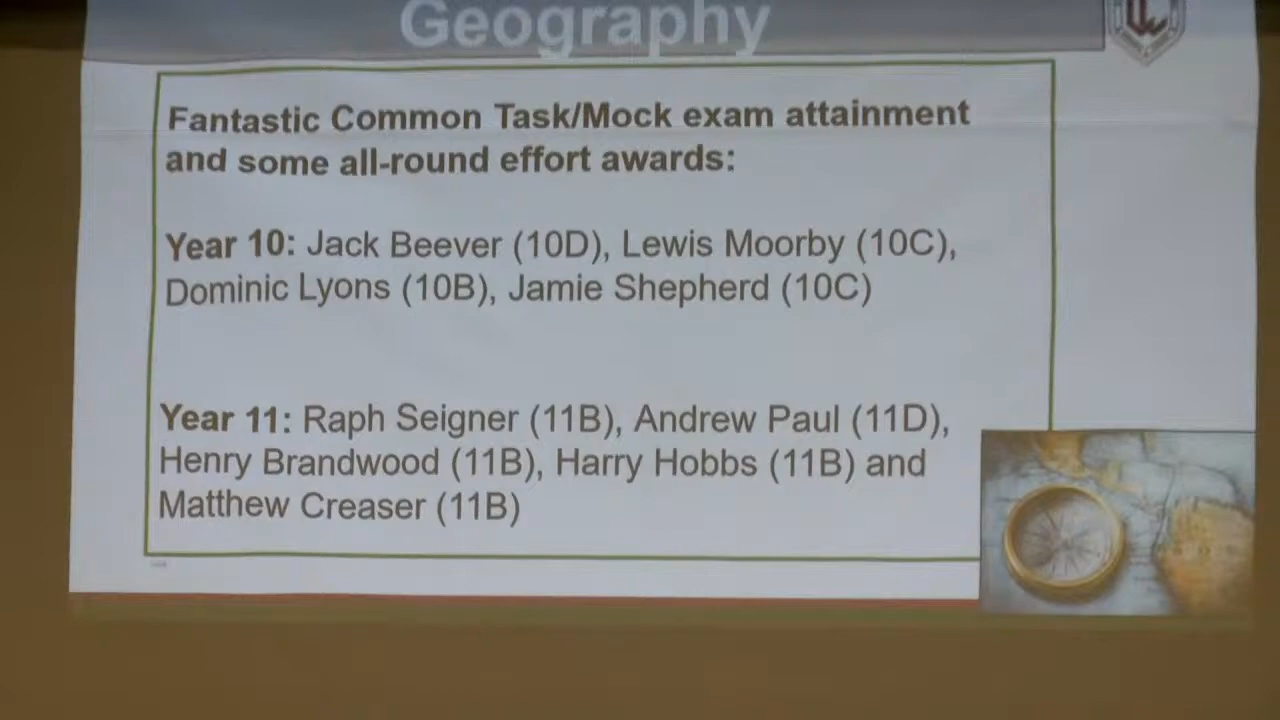 Geography
Fantastic Common Task/Mock exam attainment
and some all-round effort awards:
Year 10: Jack Beever (10D), Lewis Moorby (10C),
Dominic Lyons (10B), Jamie Shepherd (10C)
Year 11: Raph Seigner (11B), Andrew Paul (11D),
Henry Brandwood (11B), Harry Hobbs (11B) and
Matthew Creaser (11B)